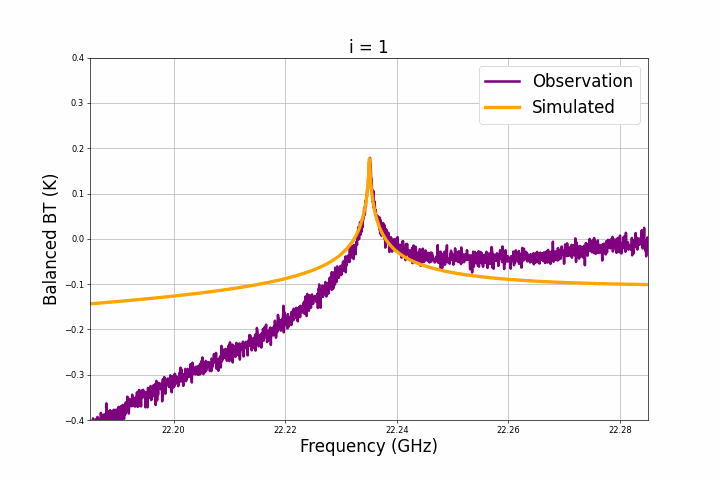 i = 1
Observation
Simulated
Balanced BT (K)
0.4
0.3
0.2
0.1
0.0
−0.1
−0.2
−0.3
−0.4
22.20 22.22 22.24 22.26 22.28
Frequency (GHz)